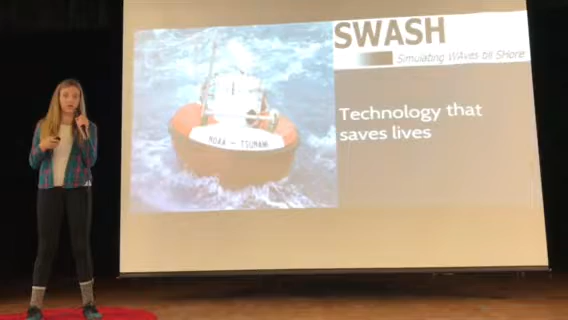 SWASH
Simulating WAves till SHore
Technology that
saves lives
NOAA - TSUNAMI